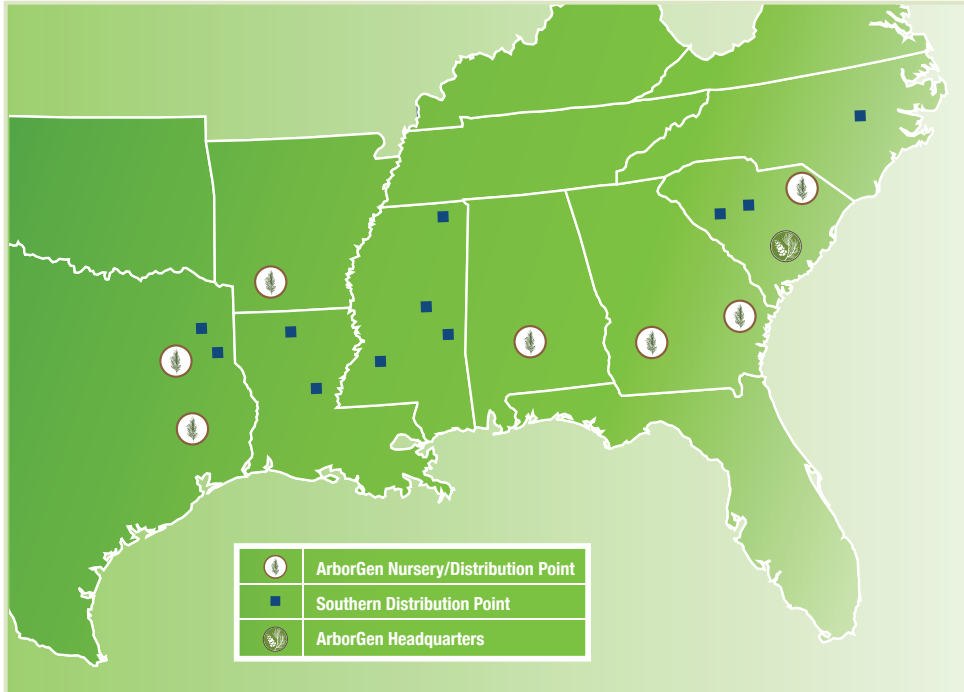 ArborGen Nursery/Distribution Point
Southern Distribution Point
ArborGen Headquarters